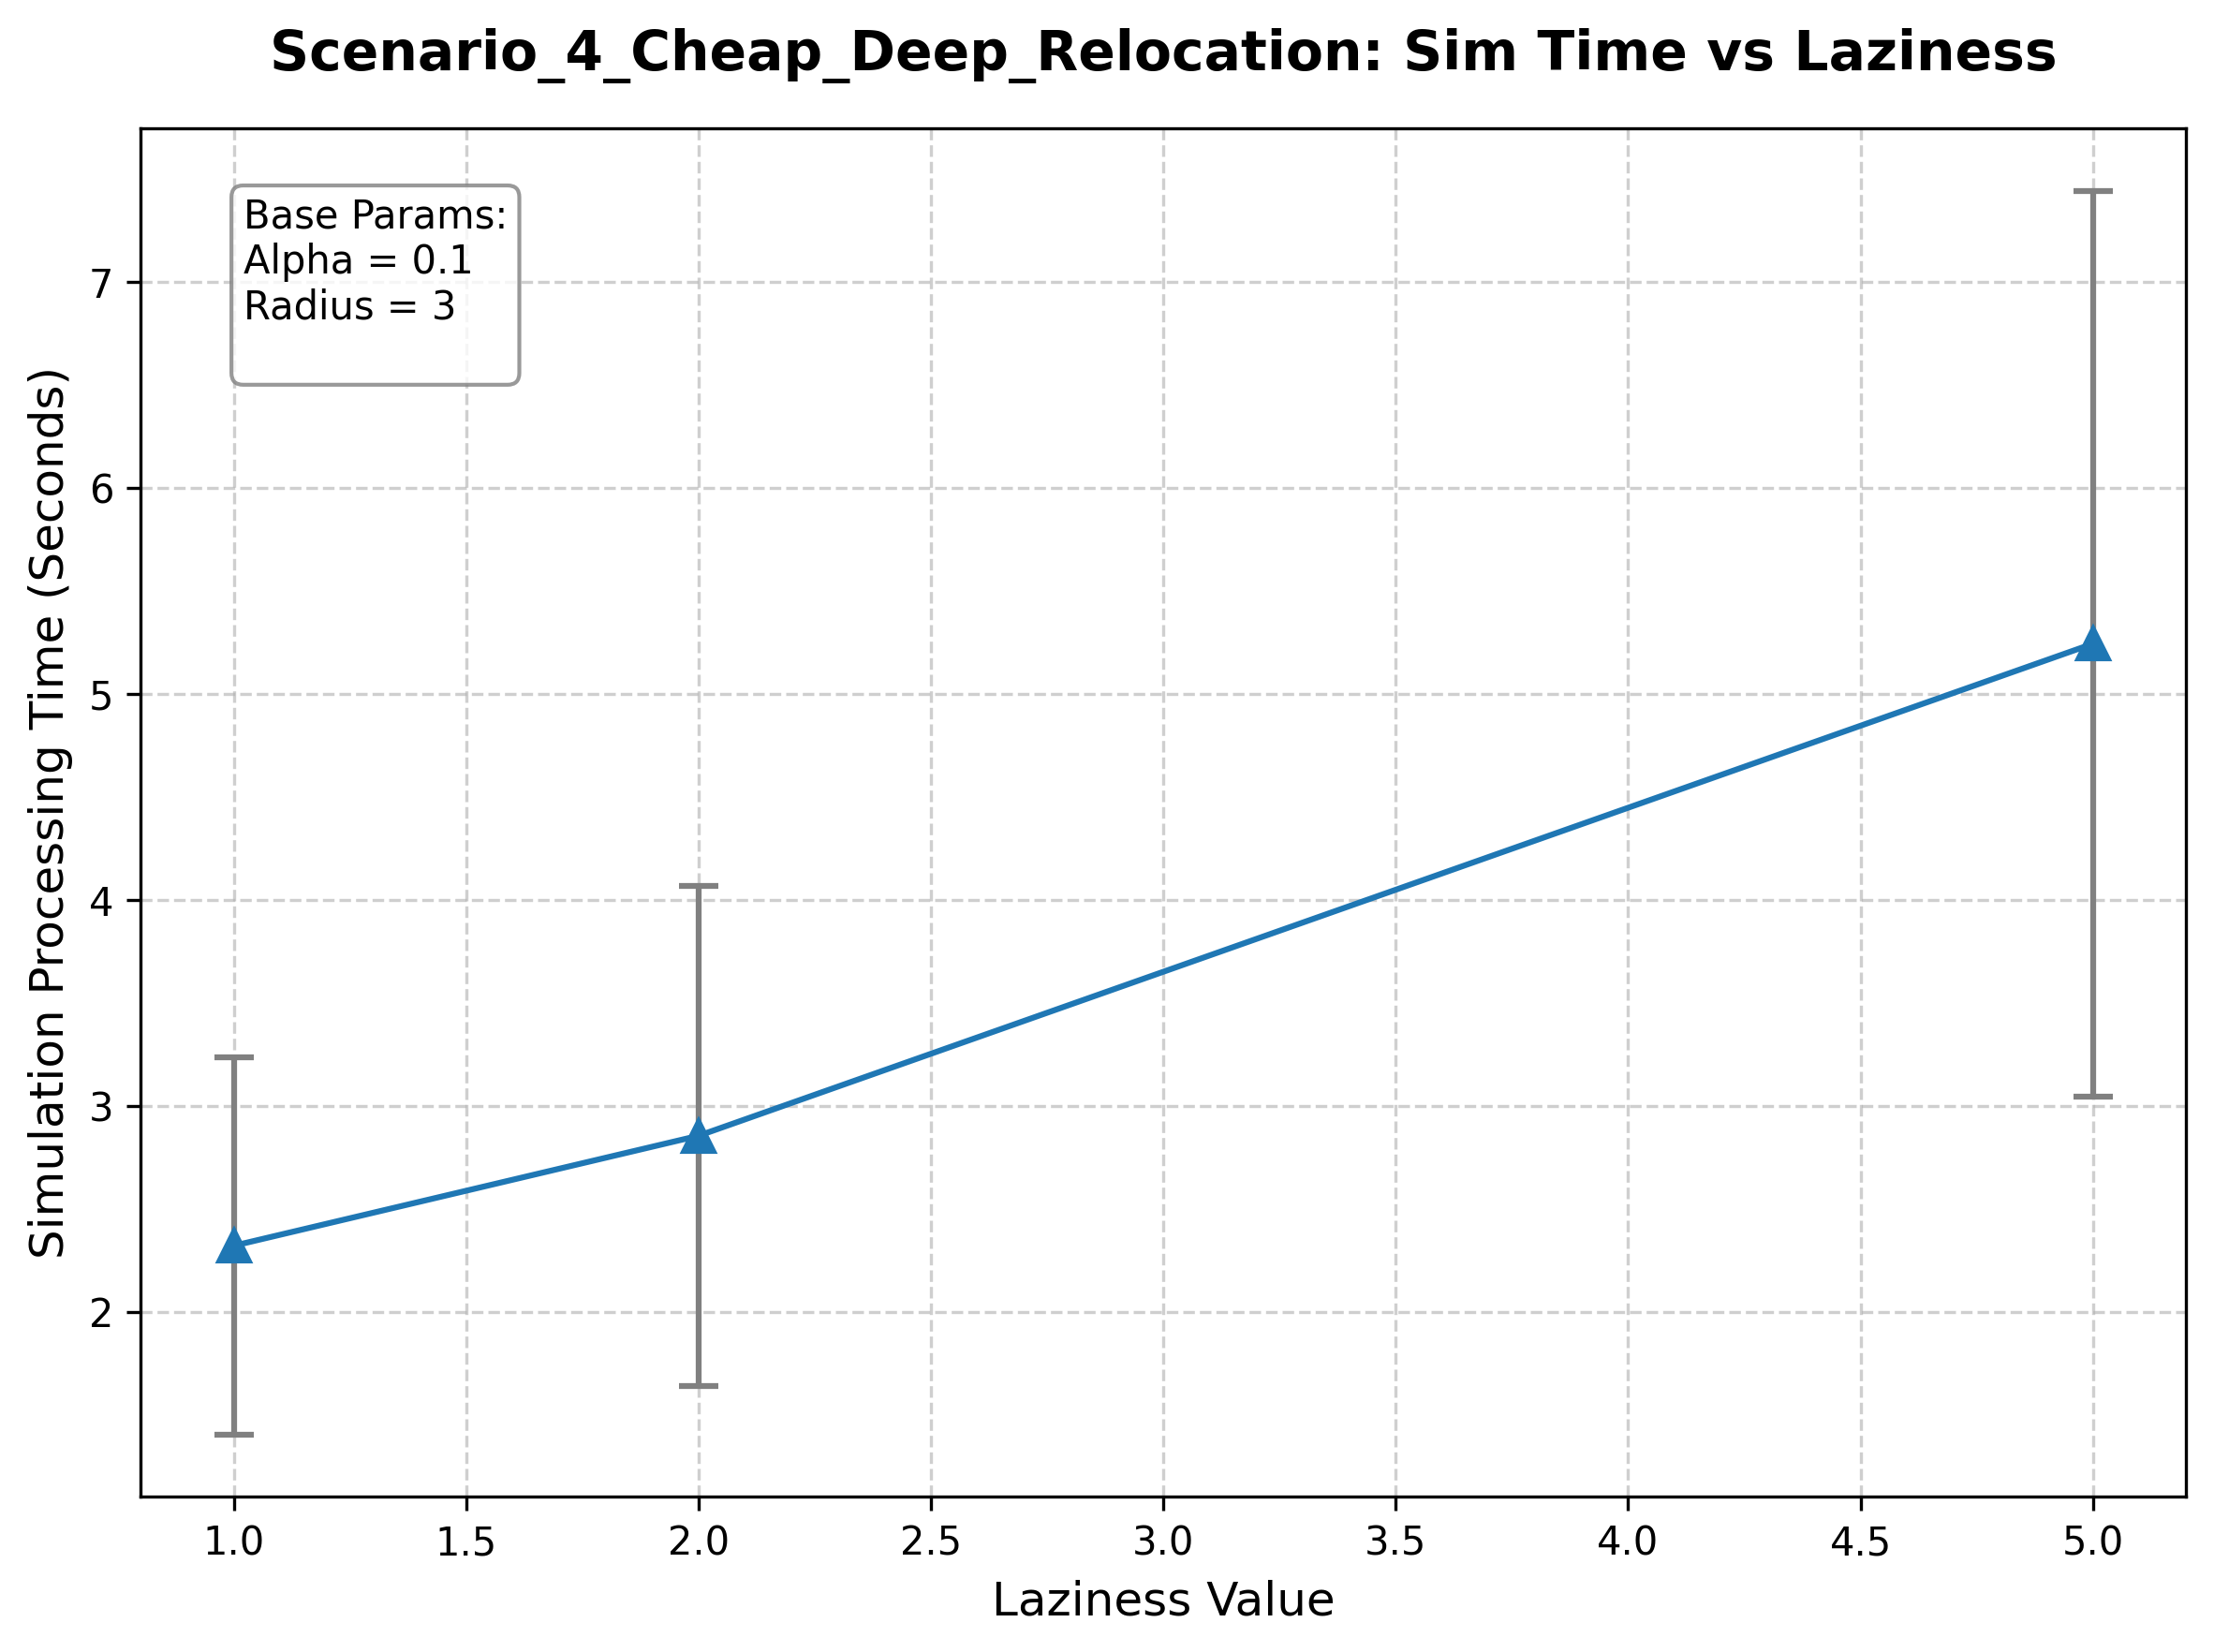 Scenario_4_Cheap_Deep_Relocation: Sim Time vs Laziness
Base Params:
Alpha = 0.1
Radius = 3
Simulation Processing Time (Seconds)
7
6
5
4
3
2
1.0 1.5 2.0 2.5 3.0 3.5 4.0 4.5 5.0
Laziness Value